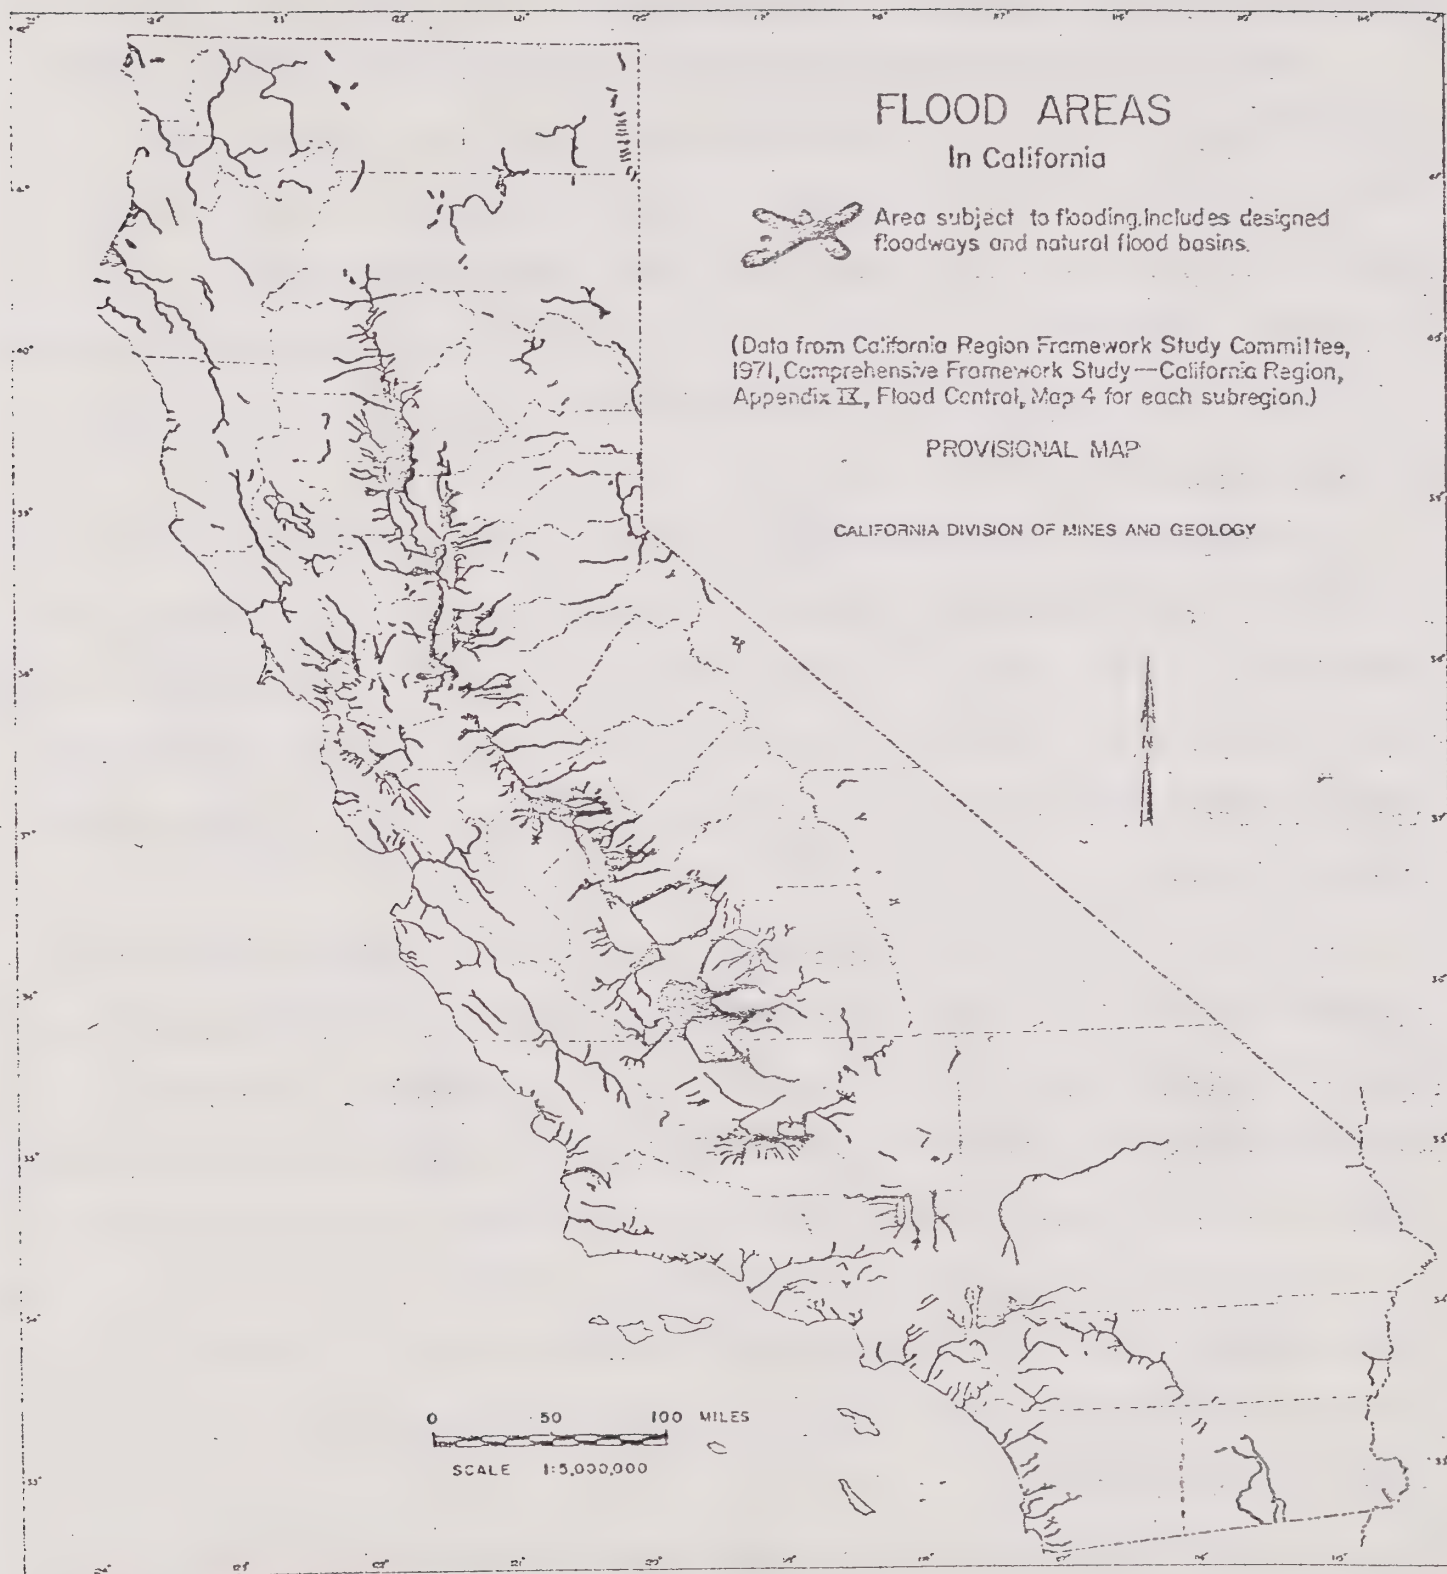 FLOOD AREAS
In California
Area subject to flooding. Includes designed
floodways and natural flood basins.
(Data from California Region Framework Study Committee,
1971, Comprehensive Framework Study—California Region,
Appendix IX, Flood Control, Map 4 for each subregion.)
PROVISIONAL MAP
CALIFORNIA DIVISION OF MINES AND GEOLOGY
N
0 50 100 MILES
SCALE 1:5,000,000